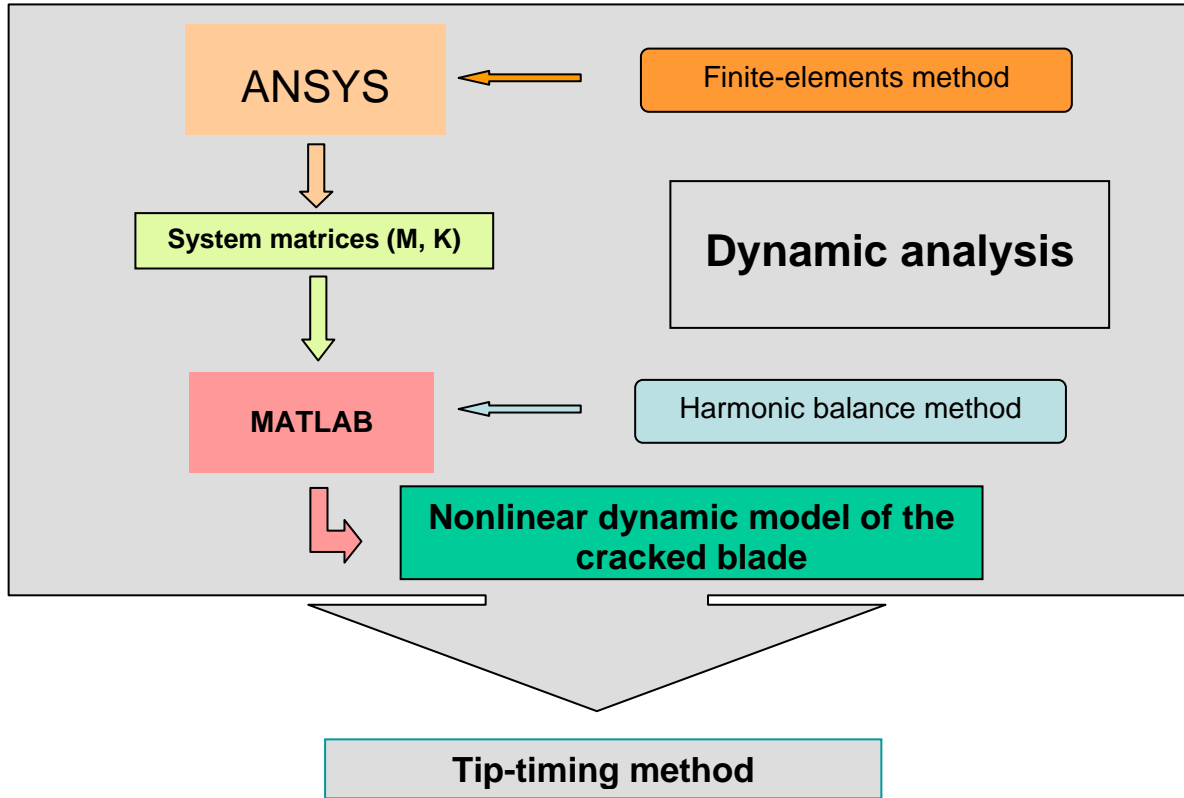 ANSYS
Finite-elements method
System matrices (M, K)
Dynamic analysis
MATLAB
Harmonic balance method
Nonlinear dynamic model of the
cracked blade
Tip-timing method